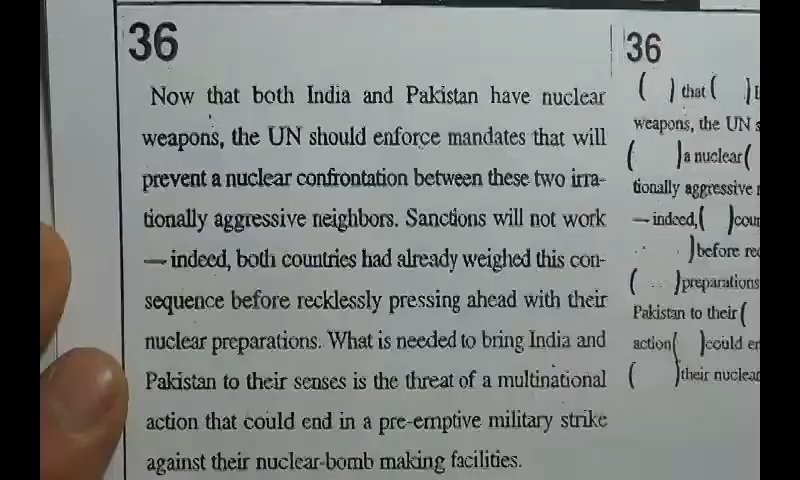 36
Now that both India and Pakistan have nuclear
weapons, the UN should enforce mandates that will
prevent a nuclear confrontation between these two irra-
tionally aggressive neighbors. Sanctions will not work
— indeed, both countries had already weighed this con-
sequence before recklessly pressing ahead with their
nuclear preparations. What is needed to bring India and
Pakistan to their senses is the threat of a multinational
action that could end in a pre-emptive military strike
against their nuclear-bomb making facilities.
36
( ) that ( )
weapons, the UN
( ) a nuclear (
tionally aggressive
— indeed, ( )
) before
( ) preparations
Pakistan to their (
action ( ) could
( ) their nuclear